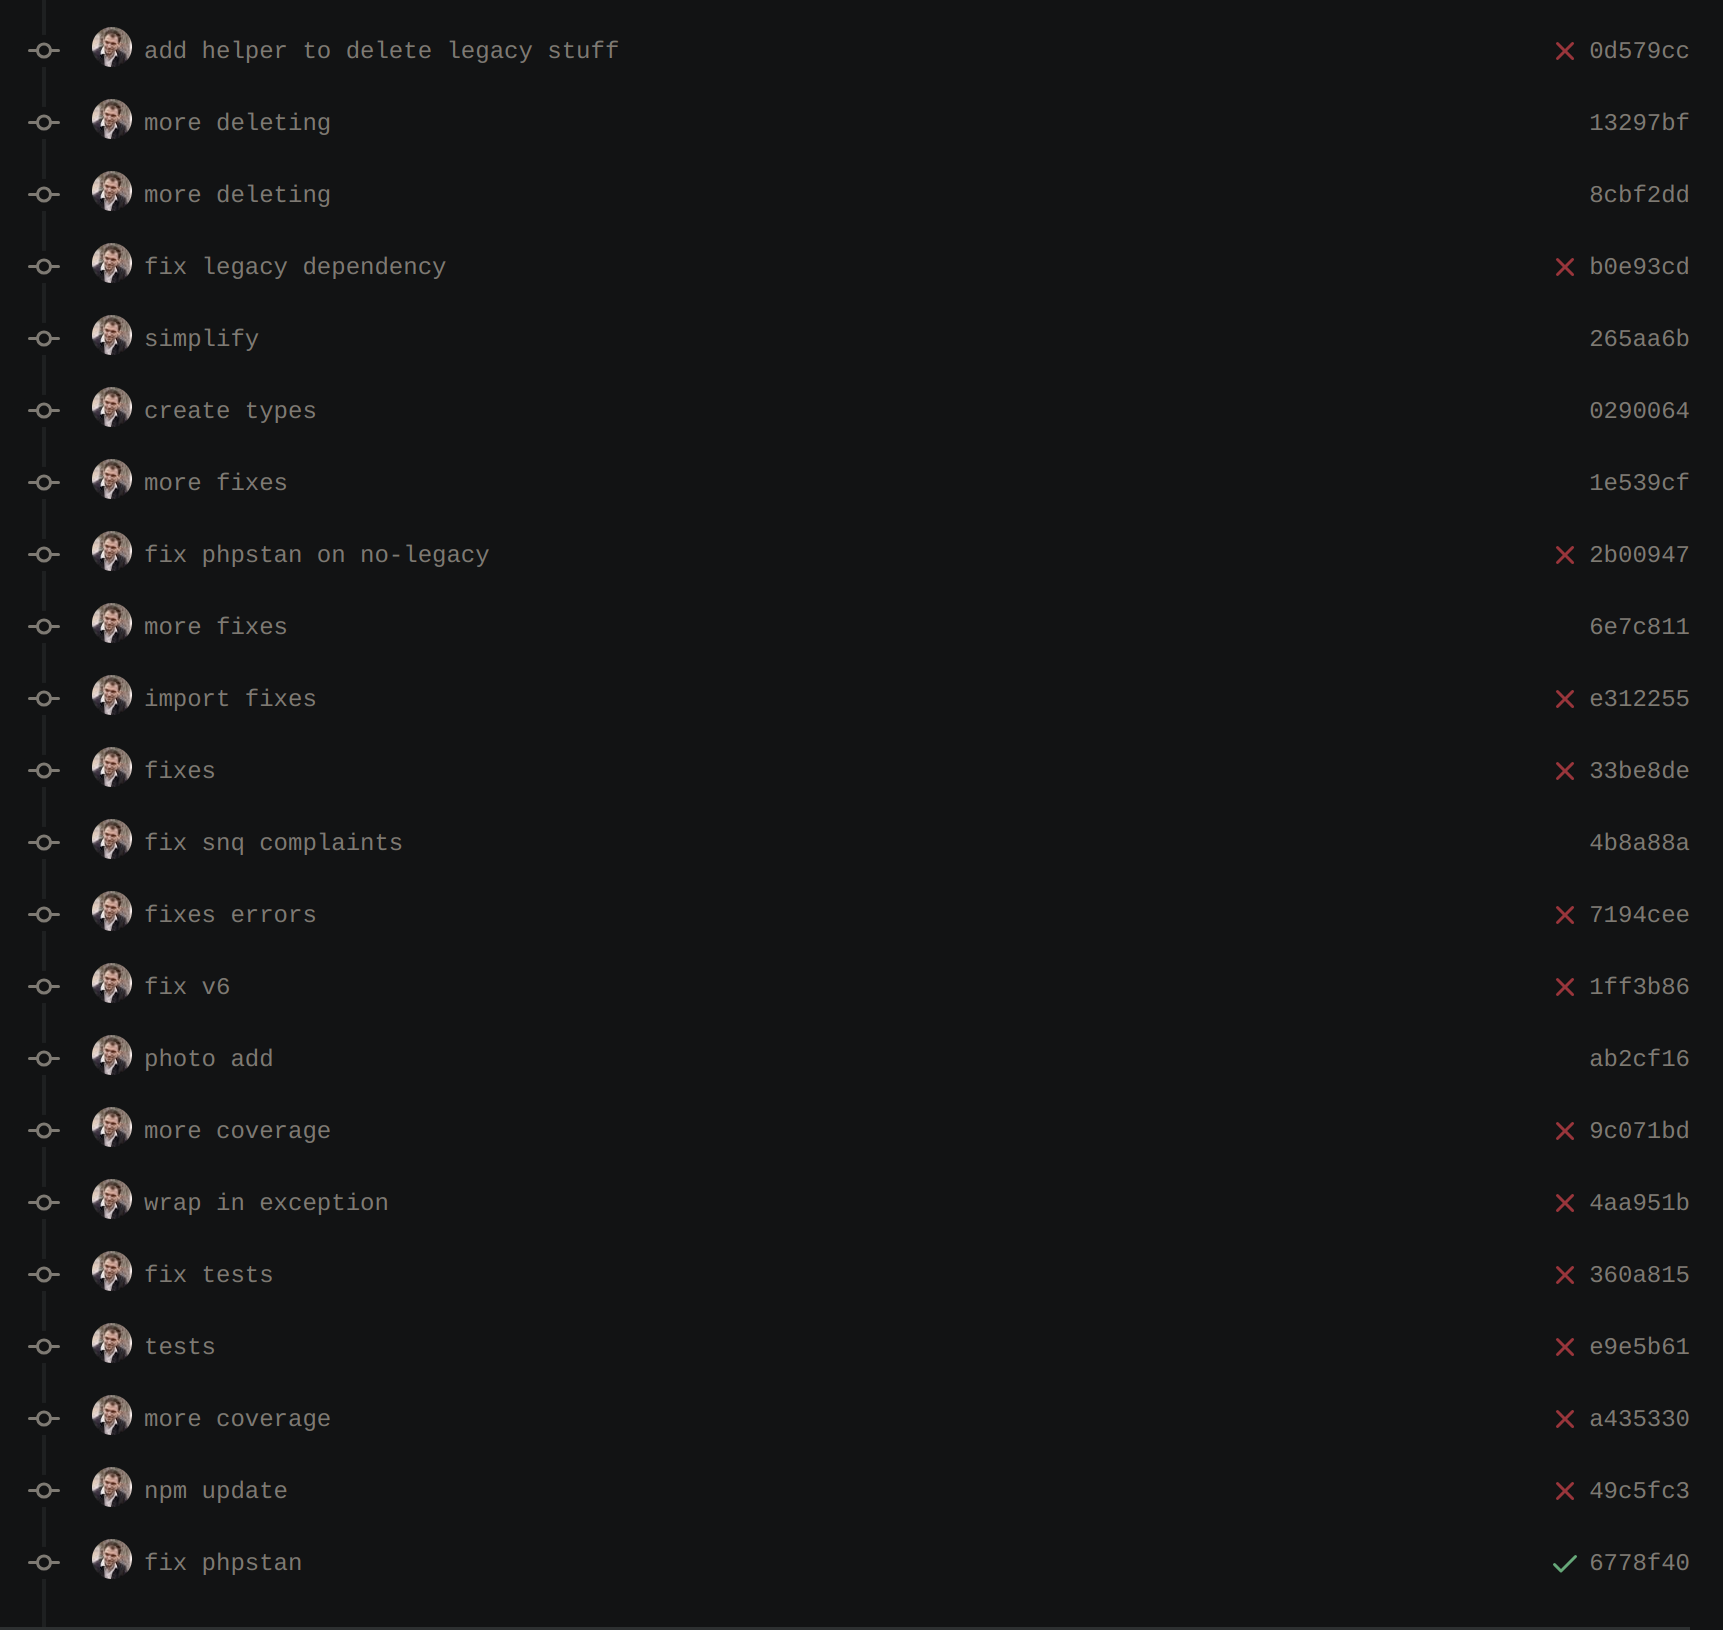 add helper to delete legacy stuff 0d579cc
more deleting 13297bf
more deleting 8cbf2dd
fix legacy dependency b0e93cd
simplify 265aa6b
create types 0290064
more fixes 1e539cf
fix phpstan on no-legacy 2b00947
more fixes 6e7c811
import fixes e312255
fixes 33be8de
fix snq complaints 4b8a88a
fixes errors 7194cee
fix v6 1ff3b86
photo add ab2cf16
more coverage 9c071bd
wrap in exception 4aa951b
fix tests 360a815
tests e9e5b61
more coverage a435330
npm update 49c5fc3
fix phpstan 6778f40